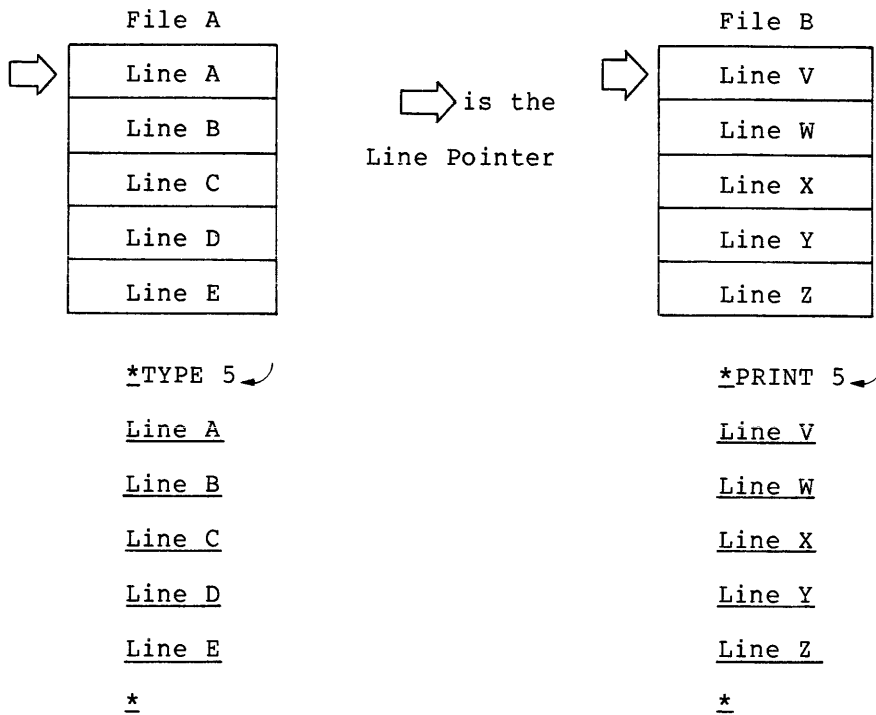 File A
Line A
Line B
Line C
Line D
Line E
is the
Line Pointer
File B
Line V
Line W
Line X
Line Y
Line Z
*TYPE 5
Line A
Line B
Line C
Line D
Line E
*
*PRINT 5
Line V
Line W
Line X
Line Y
Line Z
*